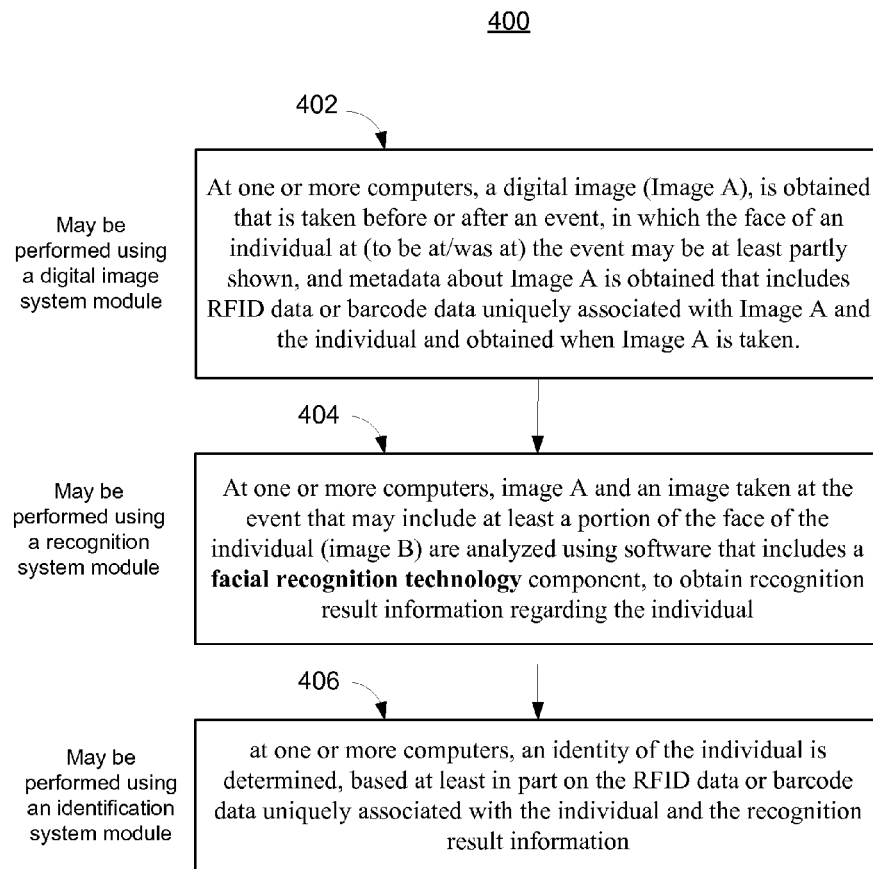 400
402
May be
performed using
a digital image
system module
At one or more computers, a digital image (Image A), is obtained
that is taken before or after an event, in which the face of an
individual at (to be at/was at) the event may be at least partly
shown, and metadata about Image A is obtained that includes
RFID data or barcode data uniquely associated with Image A and
the individual and obtained when Image A is taken.
404
May be
performed using
a recognition
system module
At one or more computers, image A and an image taken at the
event that may include at least a portion of the face of the
individual (image B) are analyzed using software that includes a
facial recognition technology component, to obtain recognition
result information regarding the individual
406
May be
performed using
an identification
system module
at one or more computers, an identity of the individual is
determined, based at least in part on the RFID data or barcode
data uniquely associated with the individual and the recognition
result information